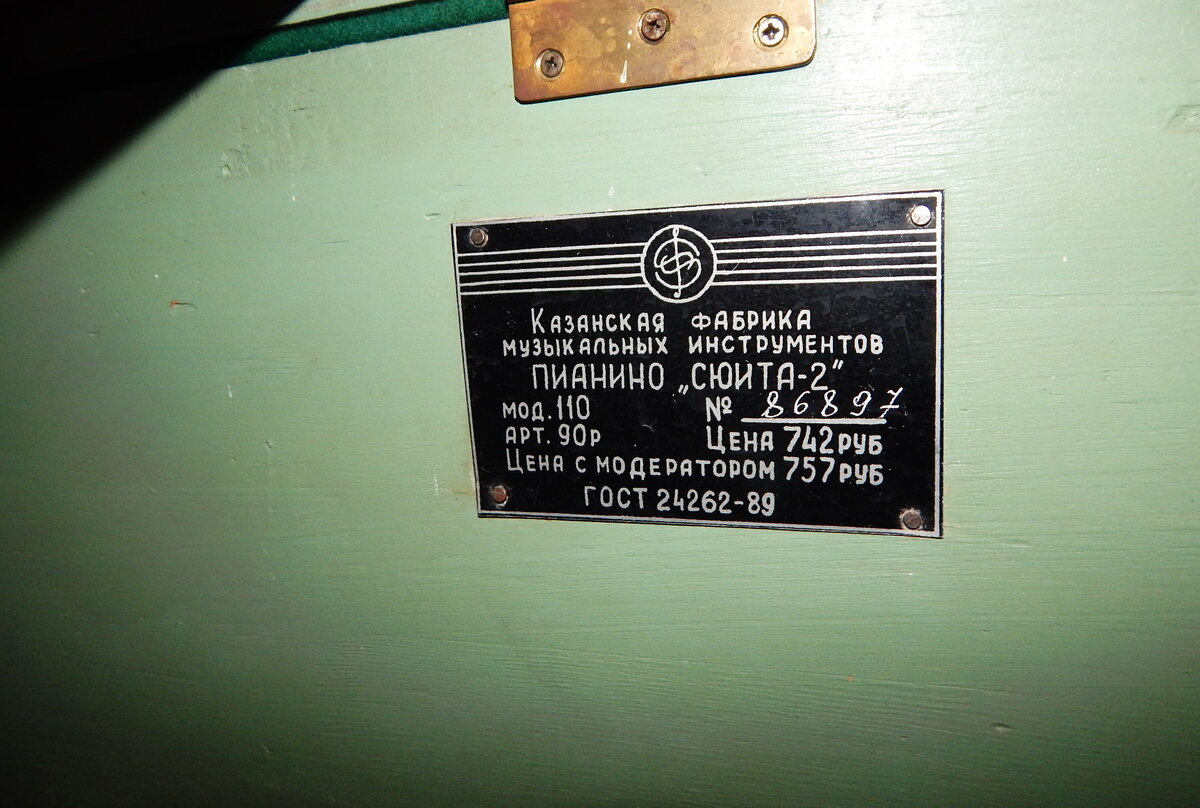 Казанская фабрика
музыкальных инструментов
пианино „Сюита-2"
мод. 110 № 86897
арт. 90р Цена 742 руб
Цена с модератором 757 руб
ГОСТ 24262-89